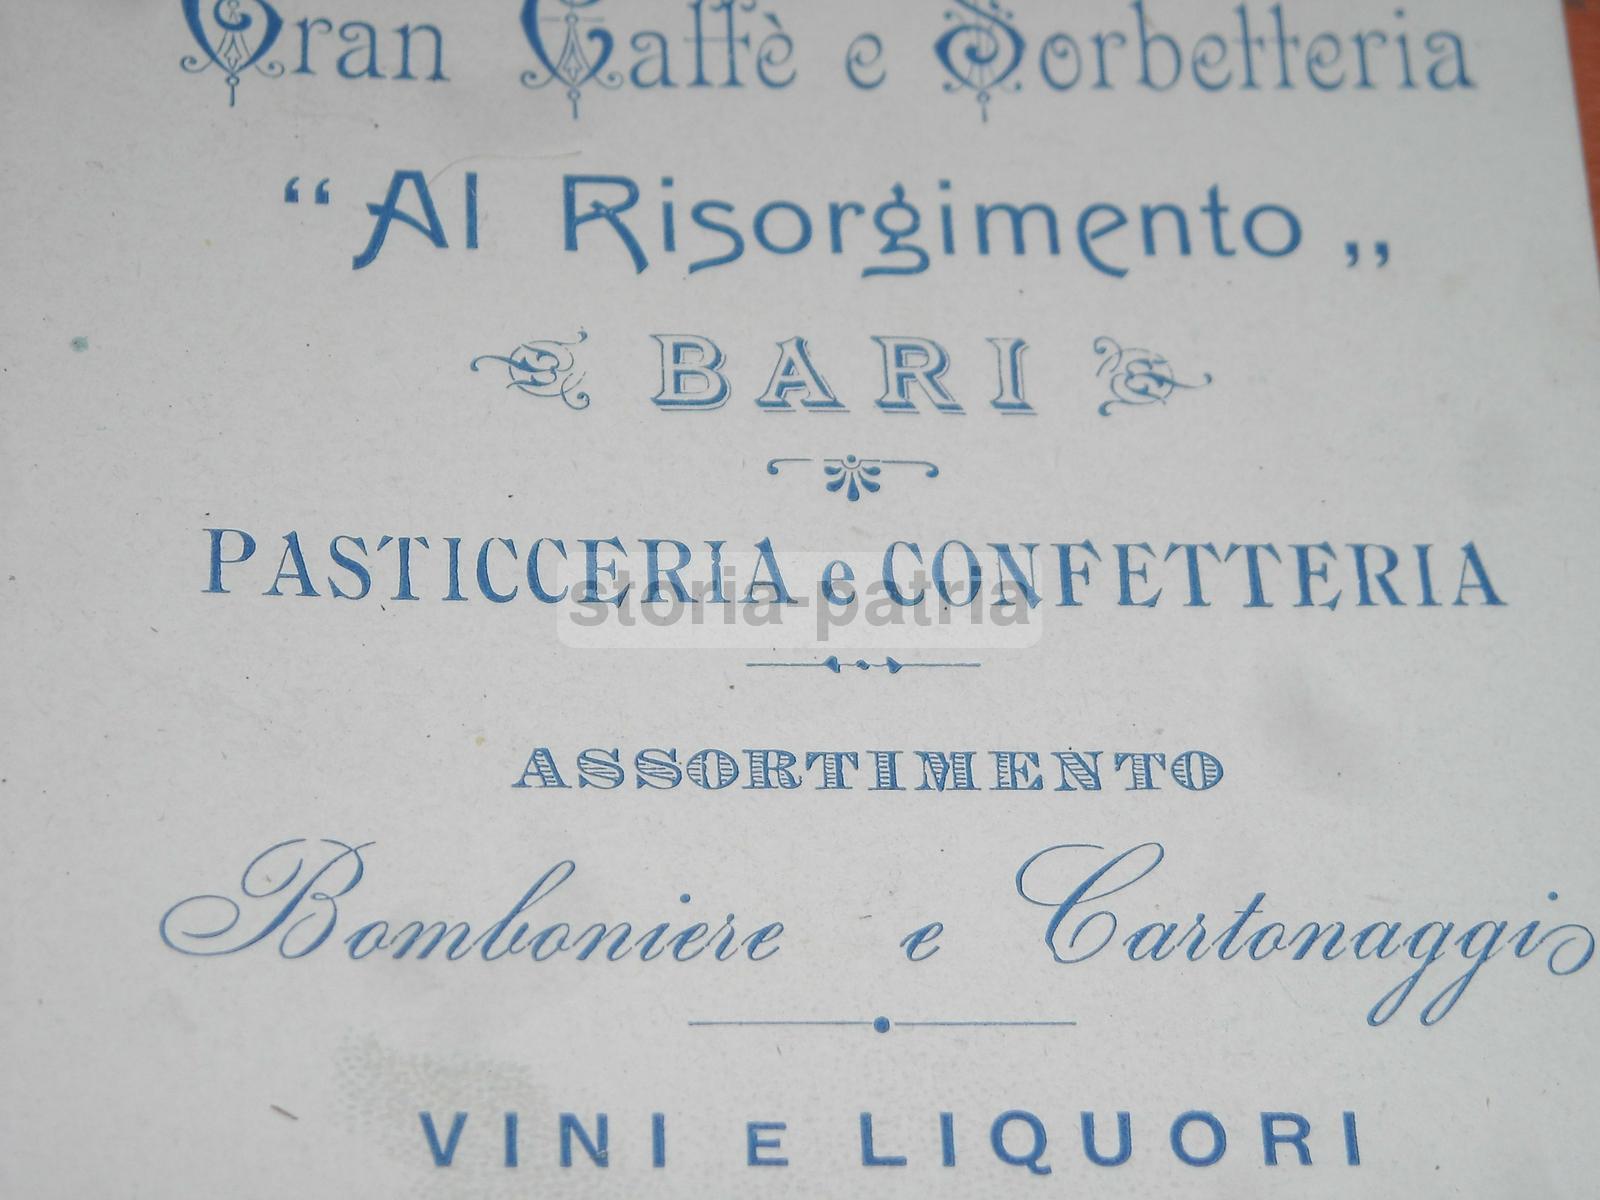 Gran Caffè e Sorbetteria
“Al Risorgimento„
BARI
PASTICCERIA e CONFETTERIA
storia-patria
ASSORTIMENTO
Bomboniere e Cartonaggi
VINI E LIQUORI